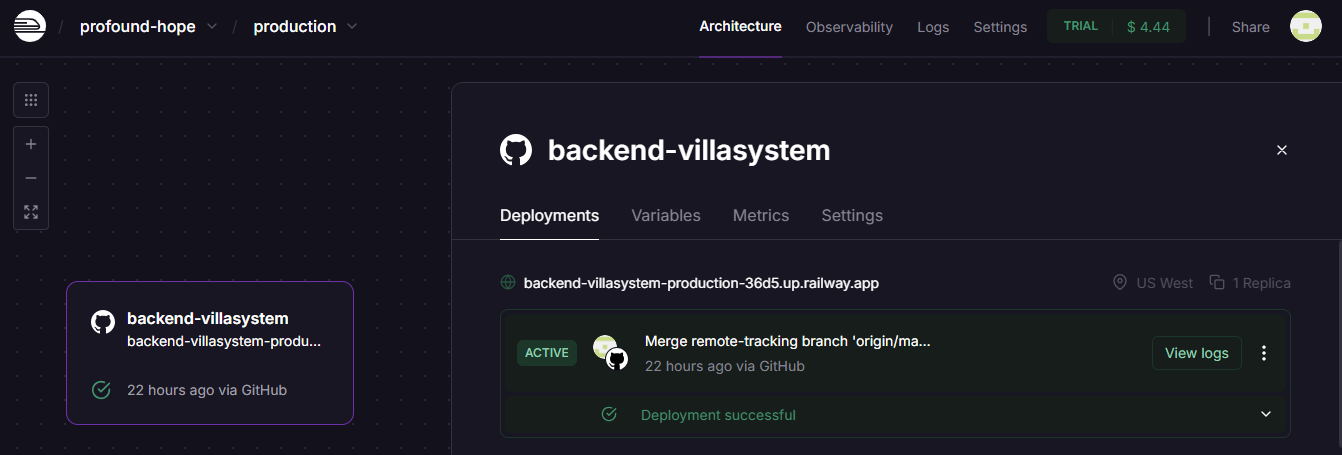 / profound-hope / production Architecture Observability Logs Settings TRIAL $ 4.44 Share
backend-villasystem
Deployments Variables Metrics Settings
backend-villasystem-production-36d5.up.railway.app US West 1 Replica
backend-villasystem
backend-villasystem-produ...
22 hours ago via GitHub
ACTIVE Merge remote-tracking branch 'origin/ma... View logs
22 hours ago via GitHub
Deployment successful